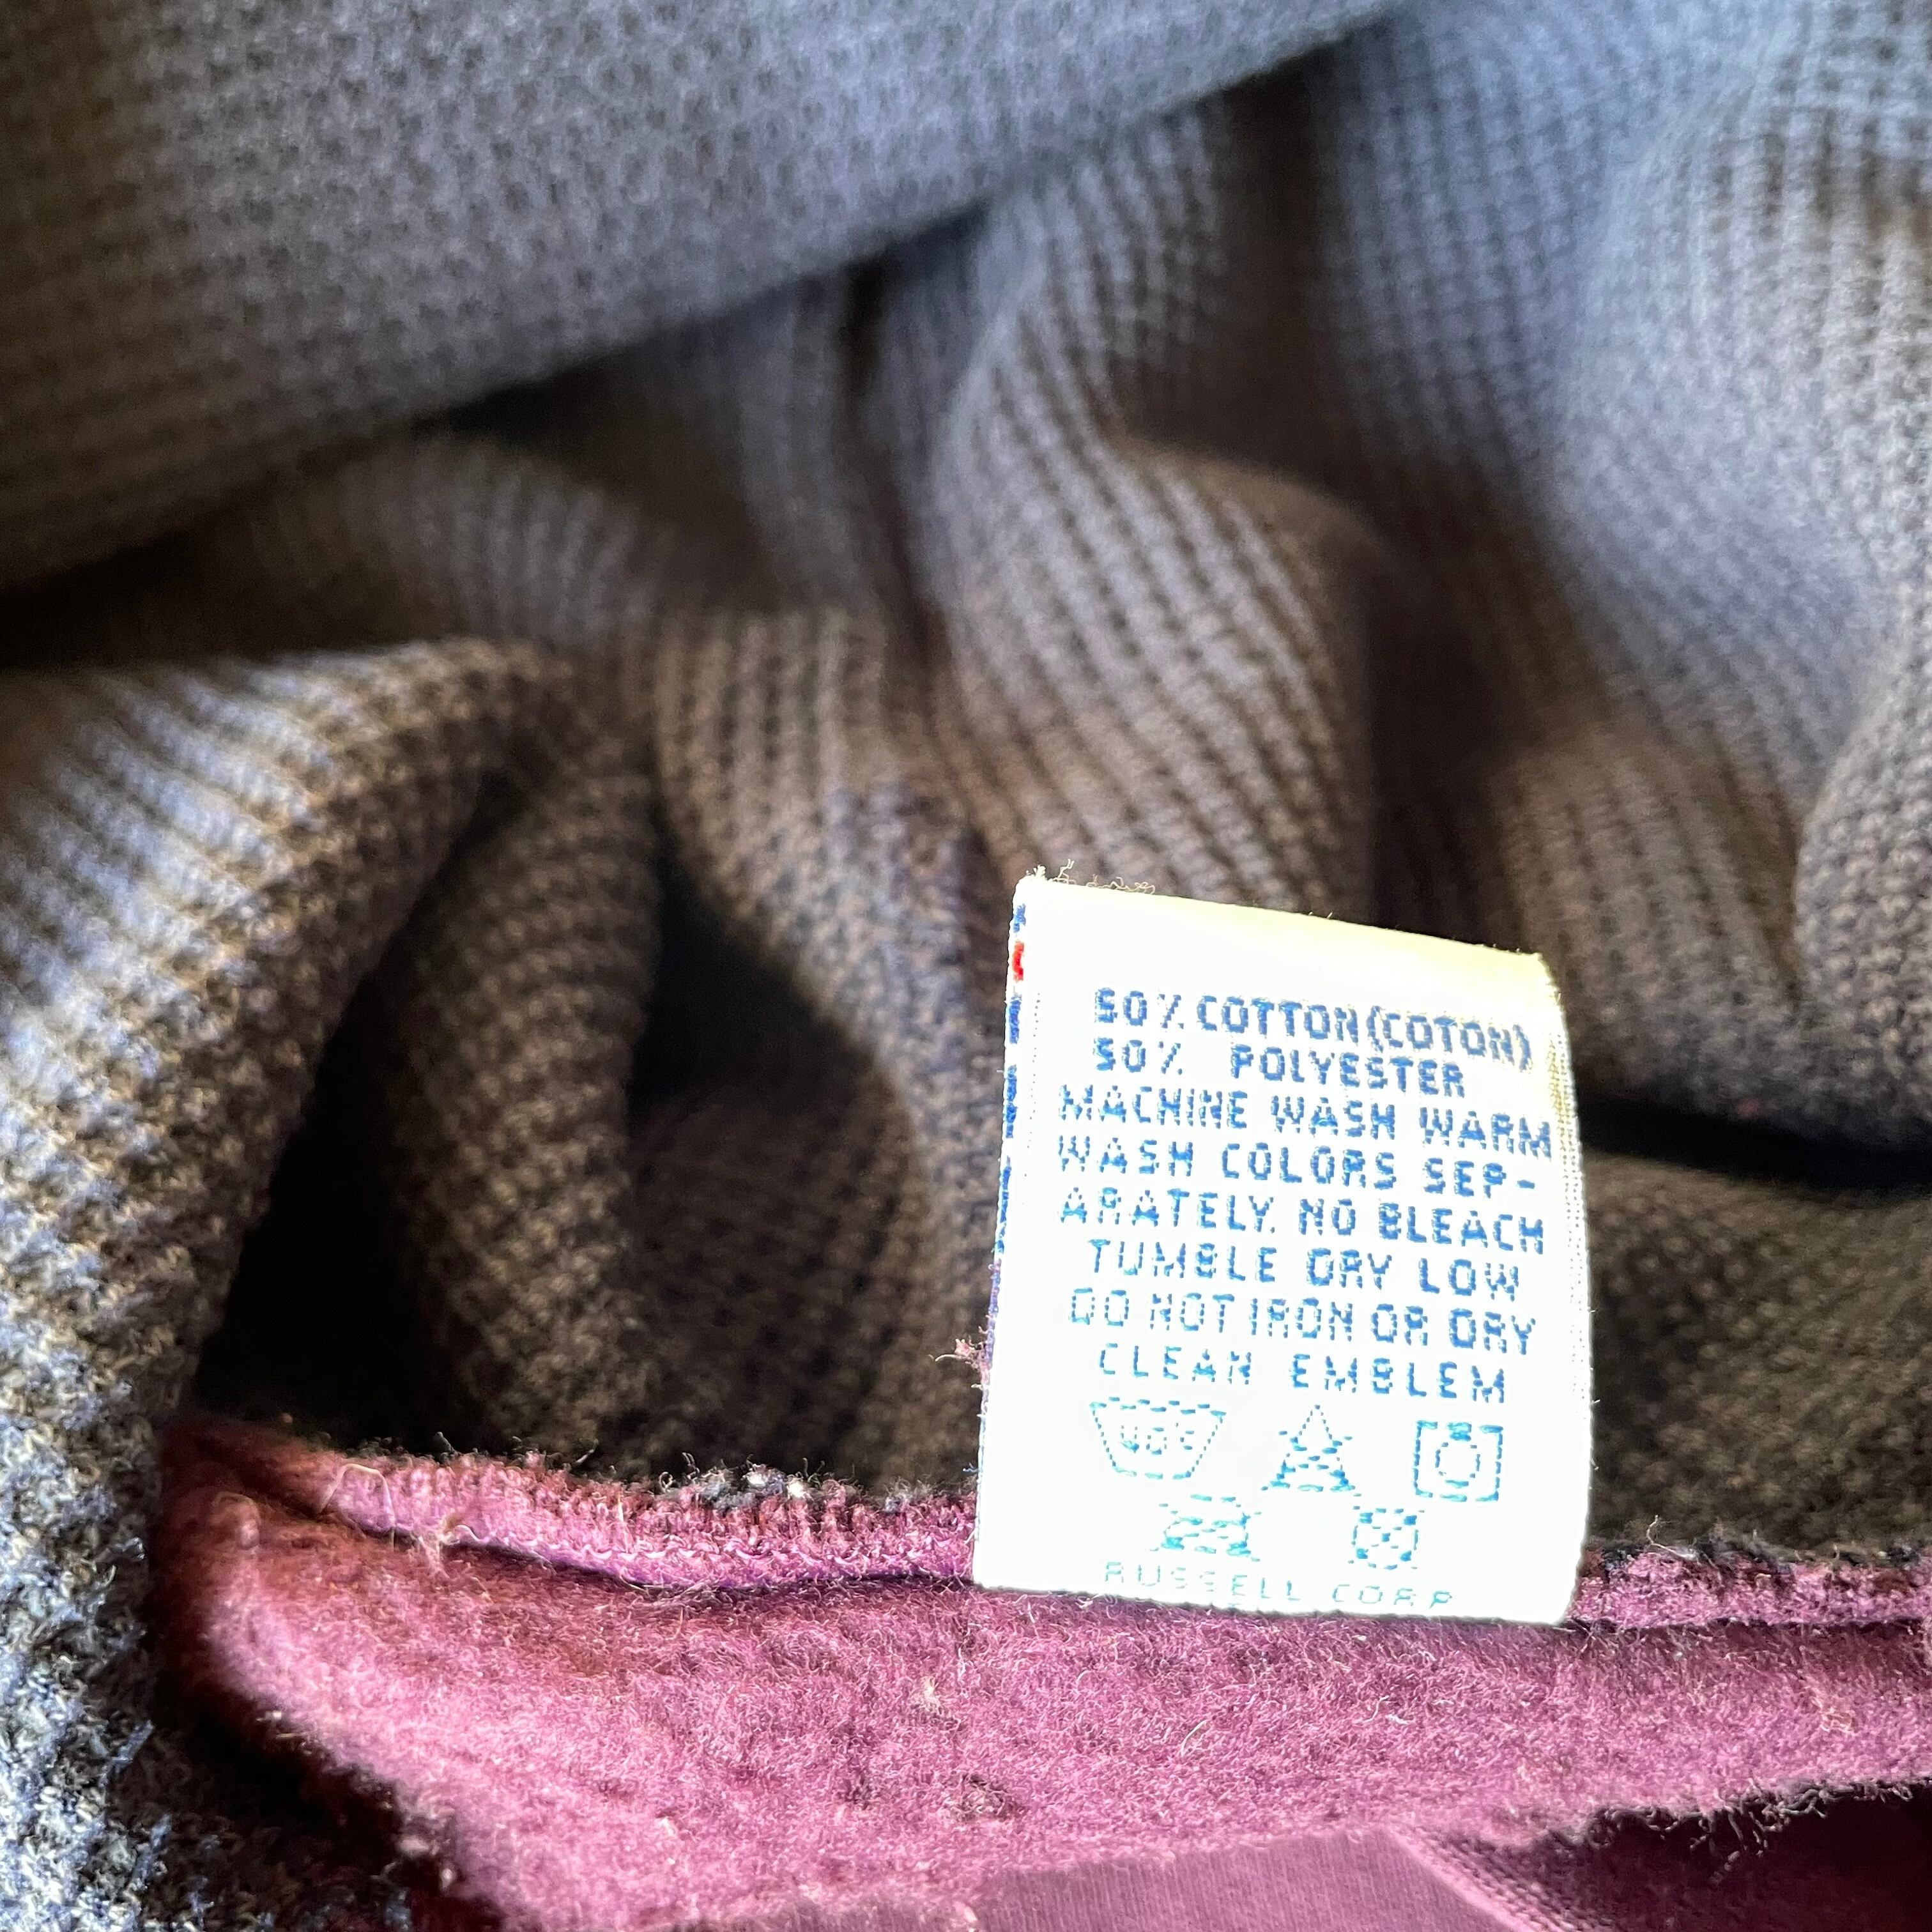 50% COTTON (COTON)
50% POLYESTER
MACHINE WASH WARM
WASH COLORS SEP-
ARATELY. NO BLEACH
TUMBLE DRY LOW
DO NOT IRON OR DRY
CLEAN EMBLEM
40°C
RUSSELL CORP